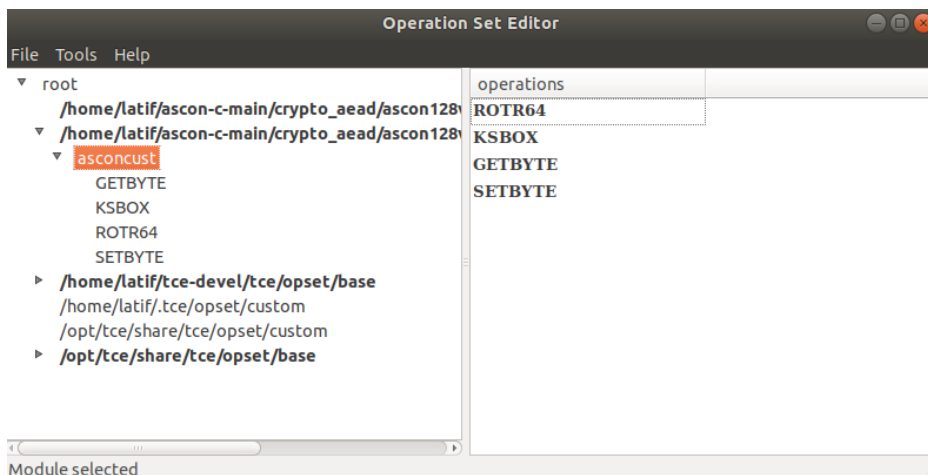 Operation Set Editor
File Tools Help
root
/home/latif/ascon-c-main/crypto_aead/ascon128v
/home/latif/ascon-c-main/crypto_aead/ascon128v
asconcust
GETBYTE
KSBOX
ROTR64
SETBYTE
/home/latif/tce-devel/tce/opset/base
/home/latif/.tce/opset/custom
/opt/tce/share/tce/opset/custom
/opt/tce/share/tce/opset/base
operations
ROTR64
KSBOX
GETBYTE
SETBYTE
Module selected